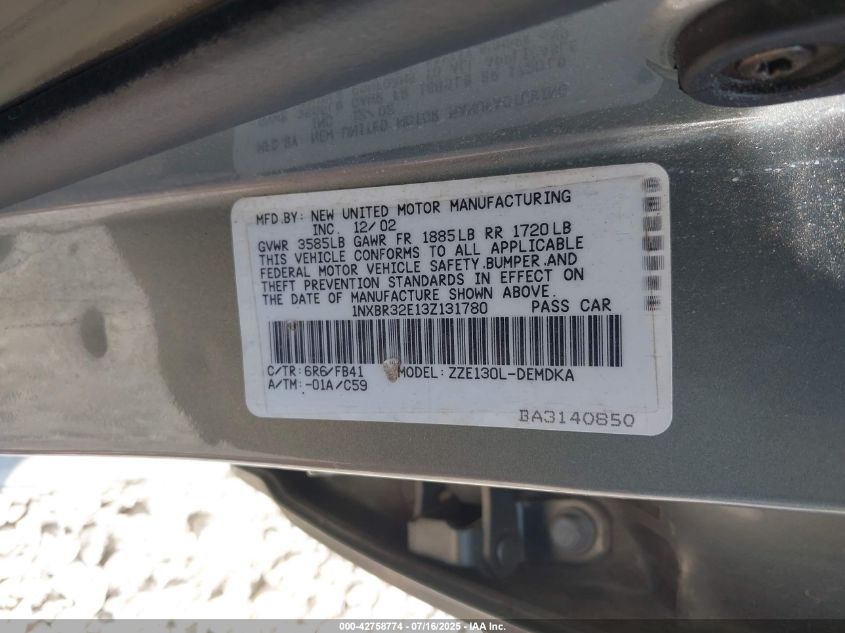 MFD.BY: NEW UNITED MOTOR MANUFACTURING
INC. 12/02
GVWR 3585LB GAWR FR 1885LB RR 1720LB
THIS VEHICLE CONFORMS TO ALL APPLICABLE
FEDERAL MOTOR VEHICLE SAFETY,BUMPER,AND
THEFT PREVENTION STANDARDS IN EFFECT ON
THE DATE OF MANUFACTURE SHOWN ABOVE.
1NXBR32E13Z131780 PASS CAR
C/TR: 6R6/FB41 MODEL: ZZE130L-DEMDKA
A/TM: -01A/C59
BA3140850
000-42758774 - 07/16/2025 - IAA Inc.